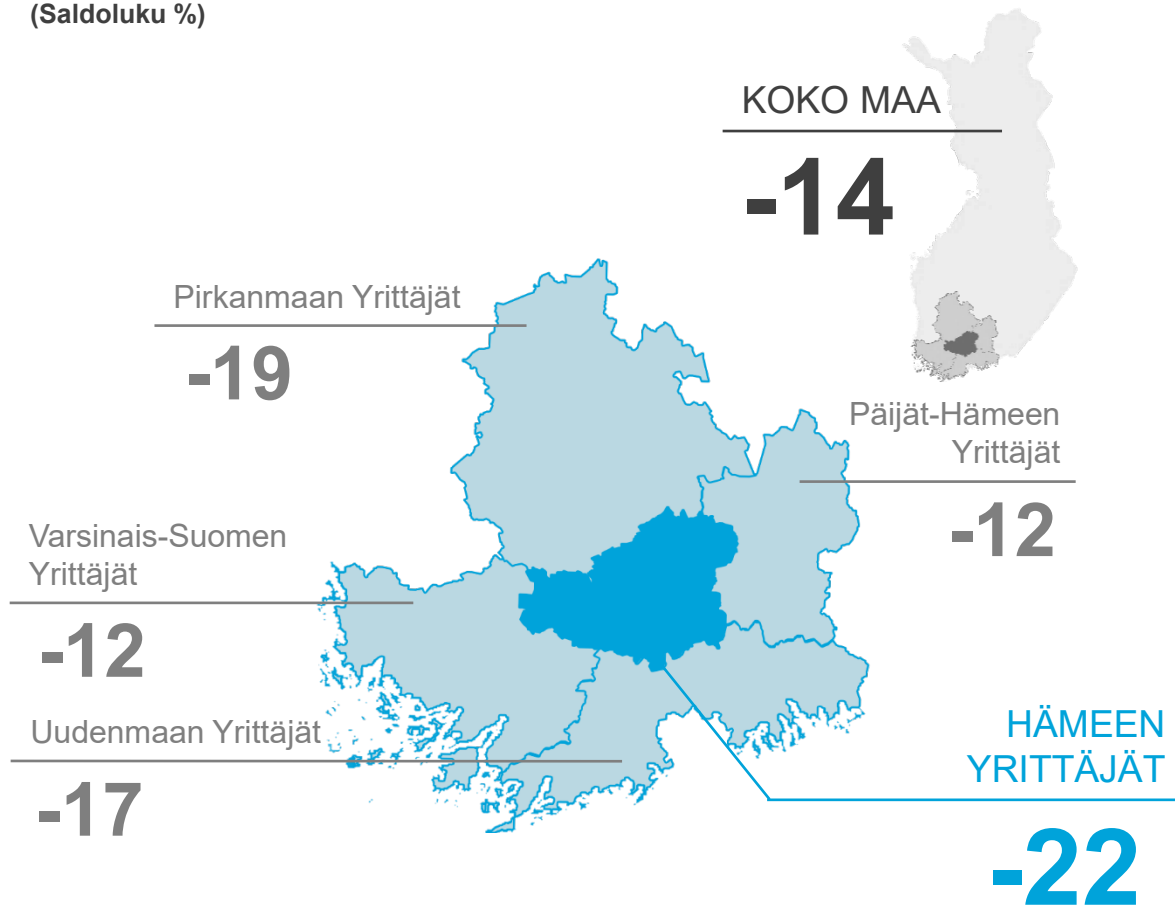 (Saldoluku %)
KOKO MAA
-14
Pirkanmaan Yrittäjät
-19
Päijät-Hämeen
Yrittäjät
-12
Varsinais-Suomen
Yrittäjät
-12
Uudenmaan Yrittäjät
-17
HÄMEEN
YRITTÄJÄT
-22